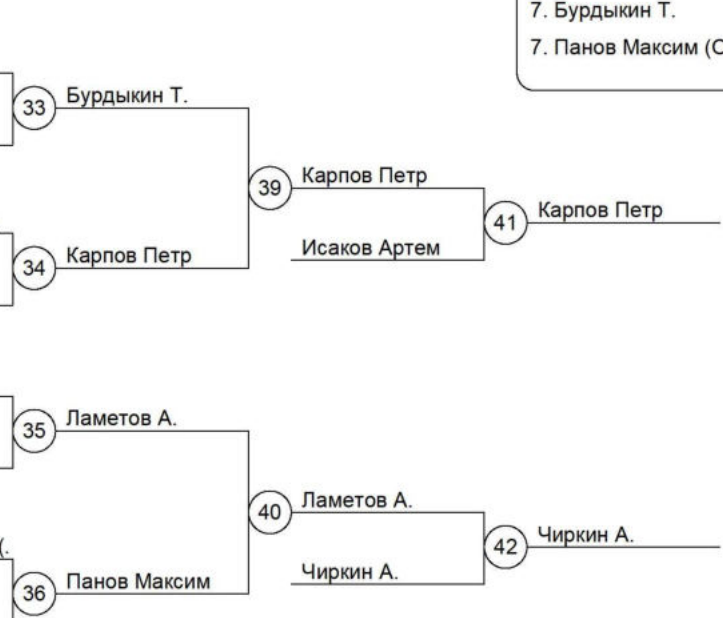 7. Бурдыкин Т.
7. Панов Максим (С
33 Бурдыкин Т.
39 Карпов Петр
41 Карпов Петр
Исаков Артем
34 Карпов Петр
35 Ламетов А.
40 Ламетов А.
42 Чиркин А.
(.
Чиркин А.
36 Панов Максим